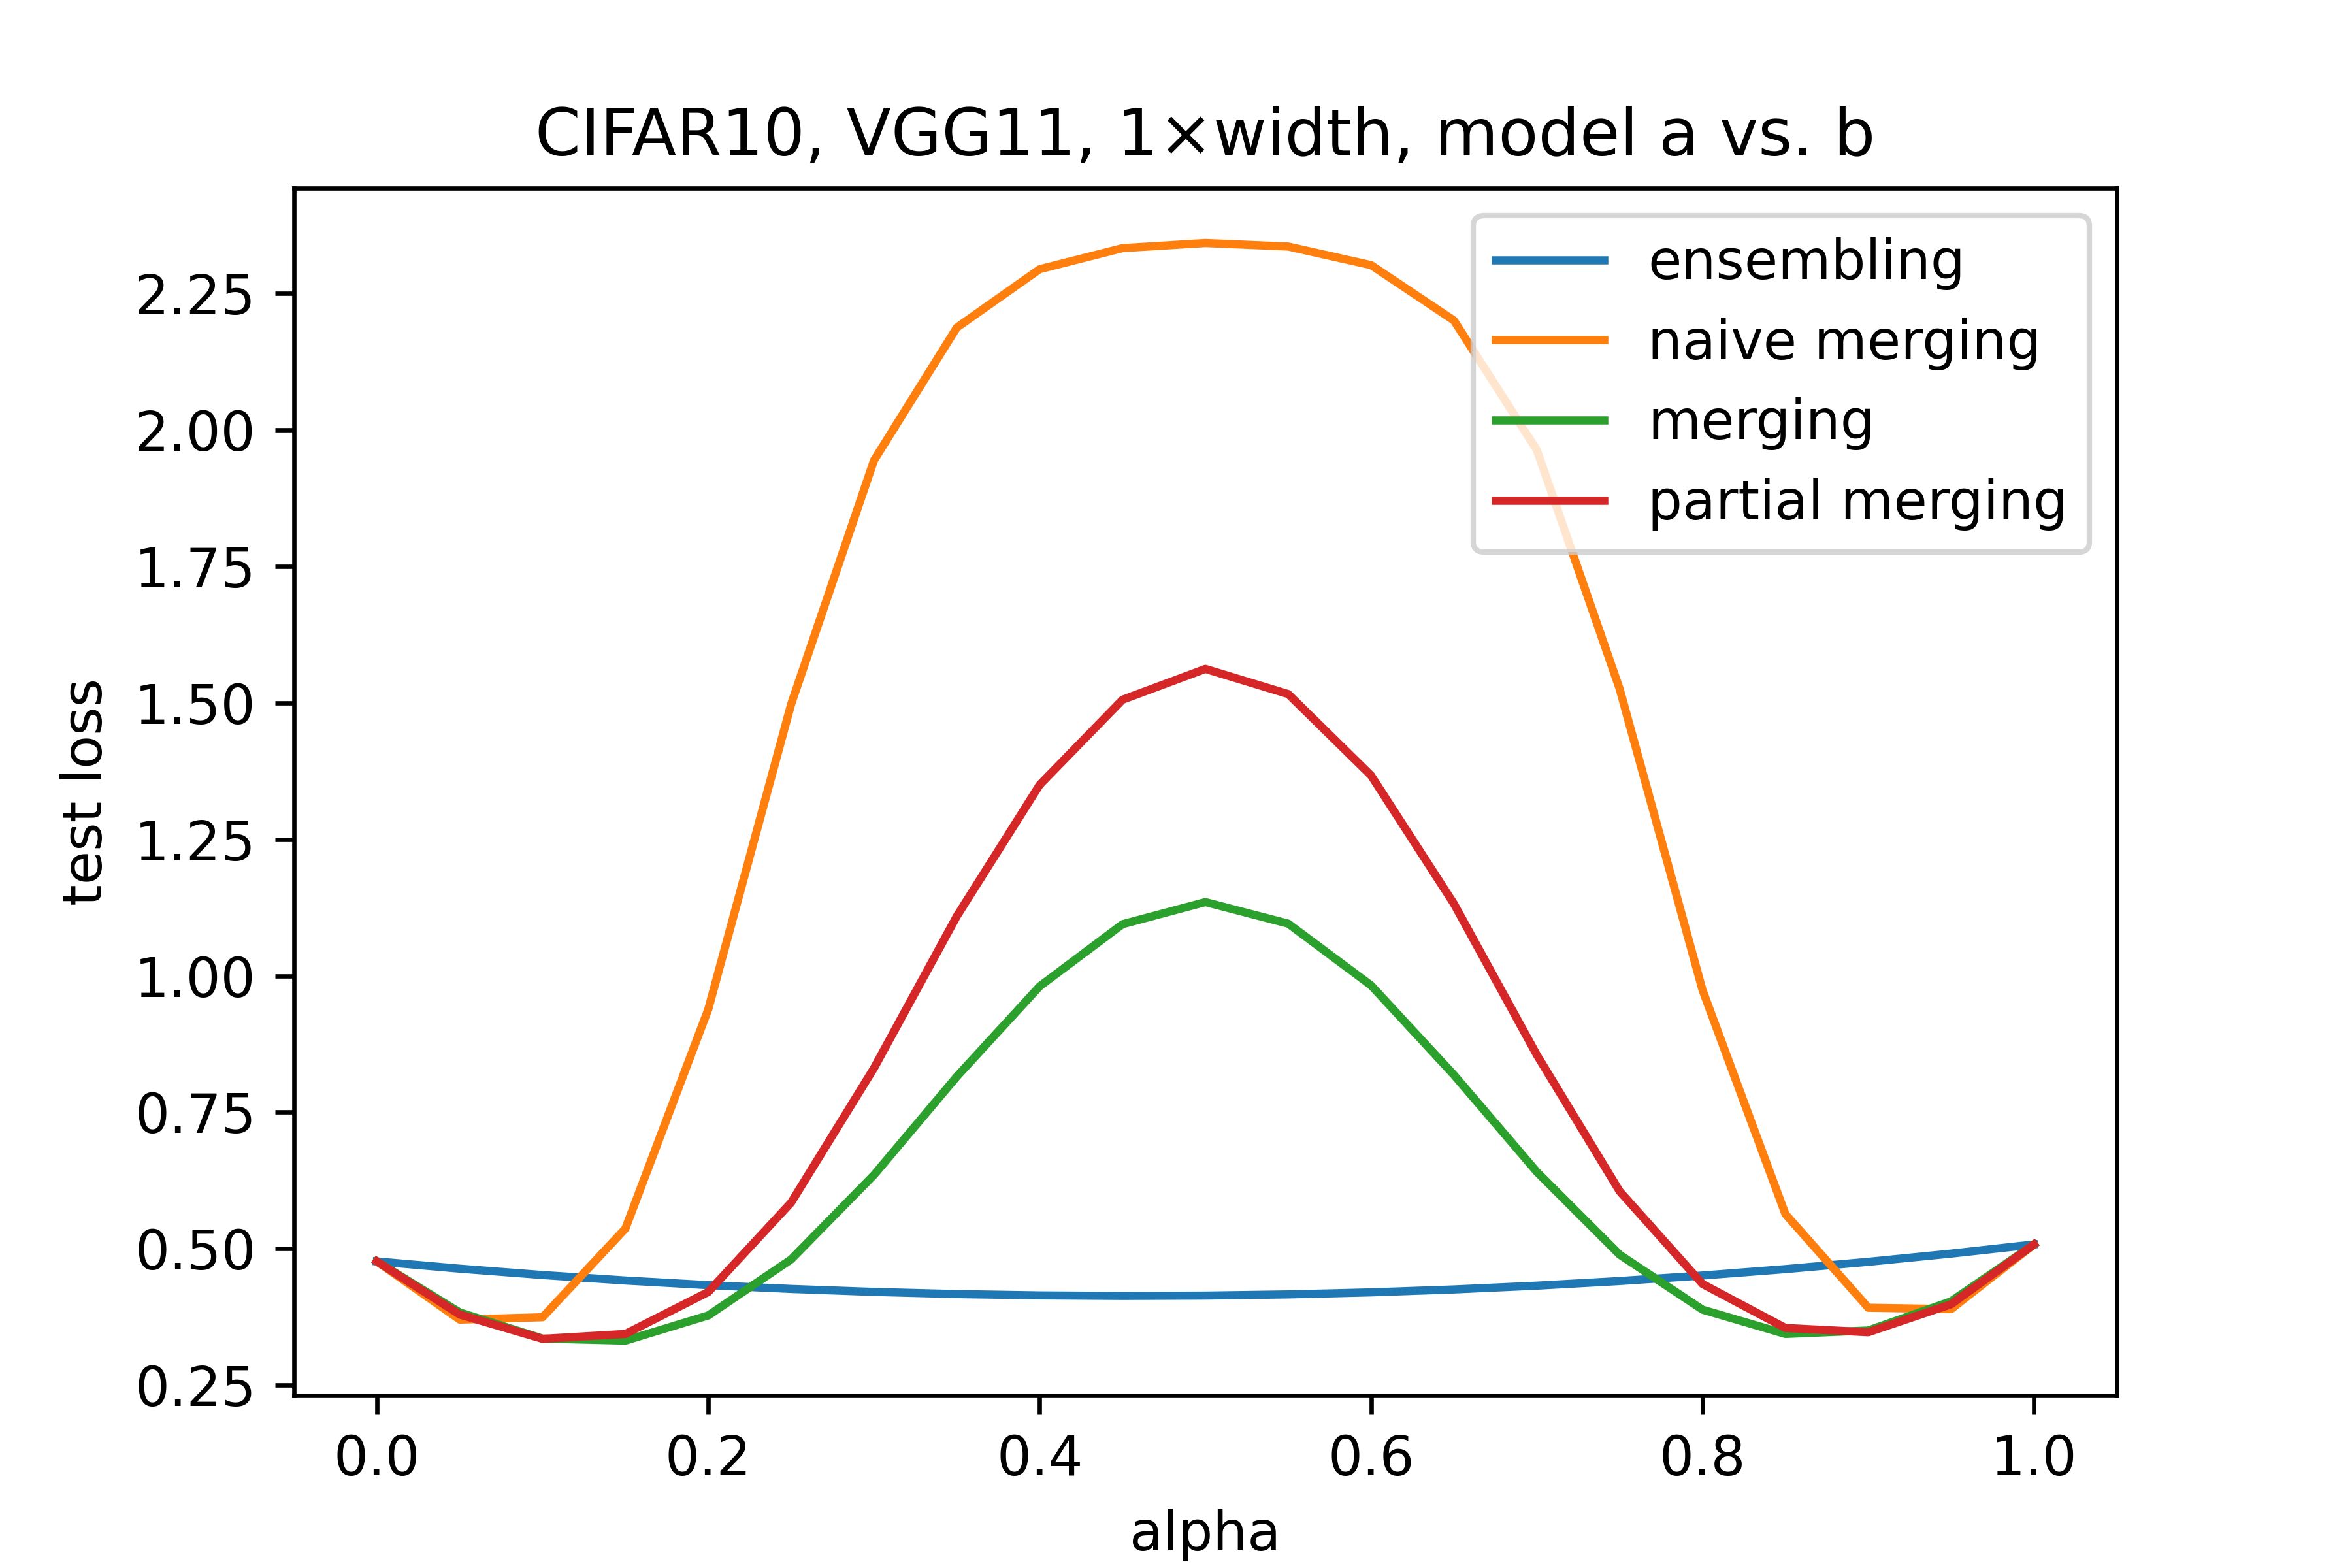 CIFAR10, VGG11, 1×width, model a vs. b
ensembling
naive merging
merging
partial merging
2.25
2.00
1.75
1.50
1.25
1.00
0.75
0.50
0.25
test loss
0.0 0.2 0.4 0.6 0.8 1.0
alpha